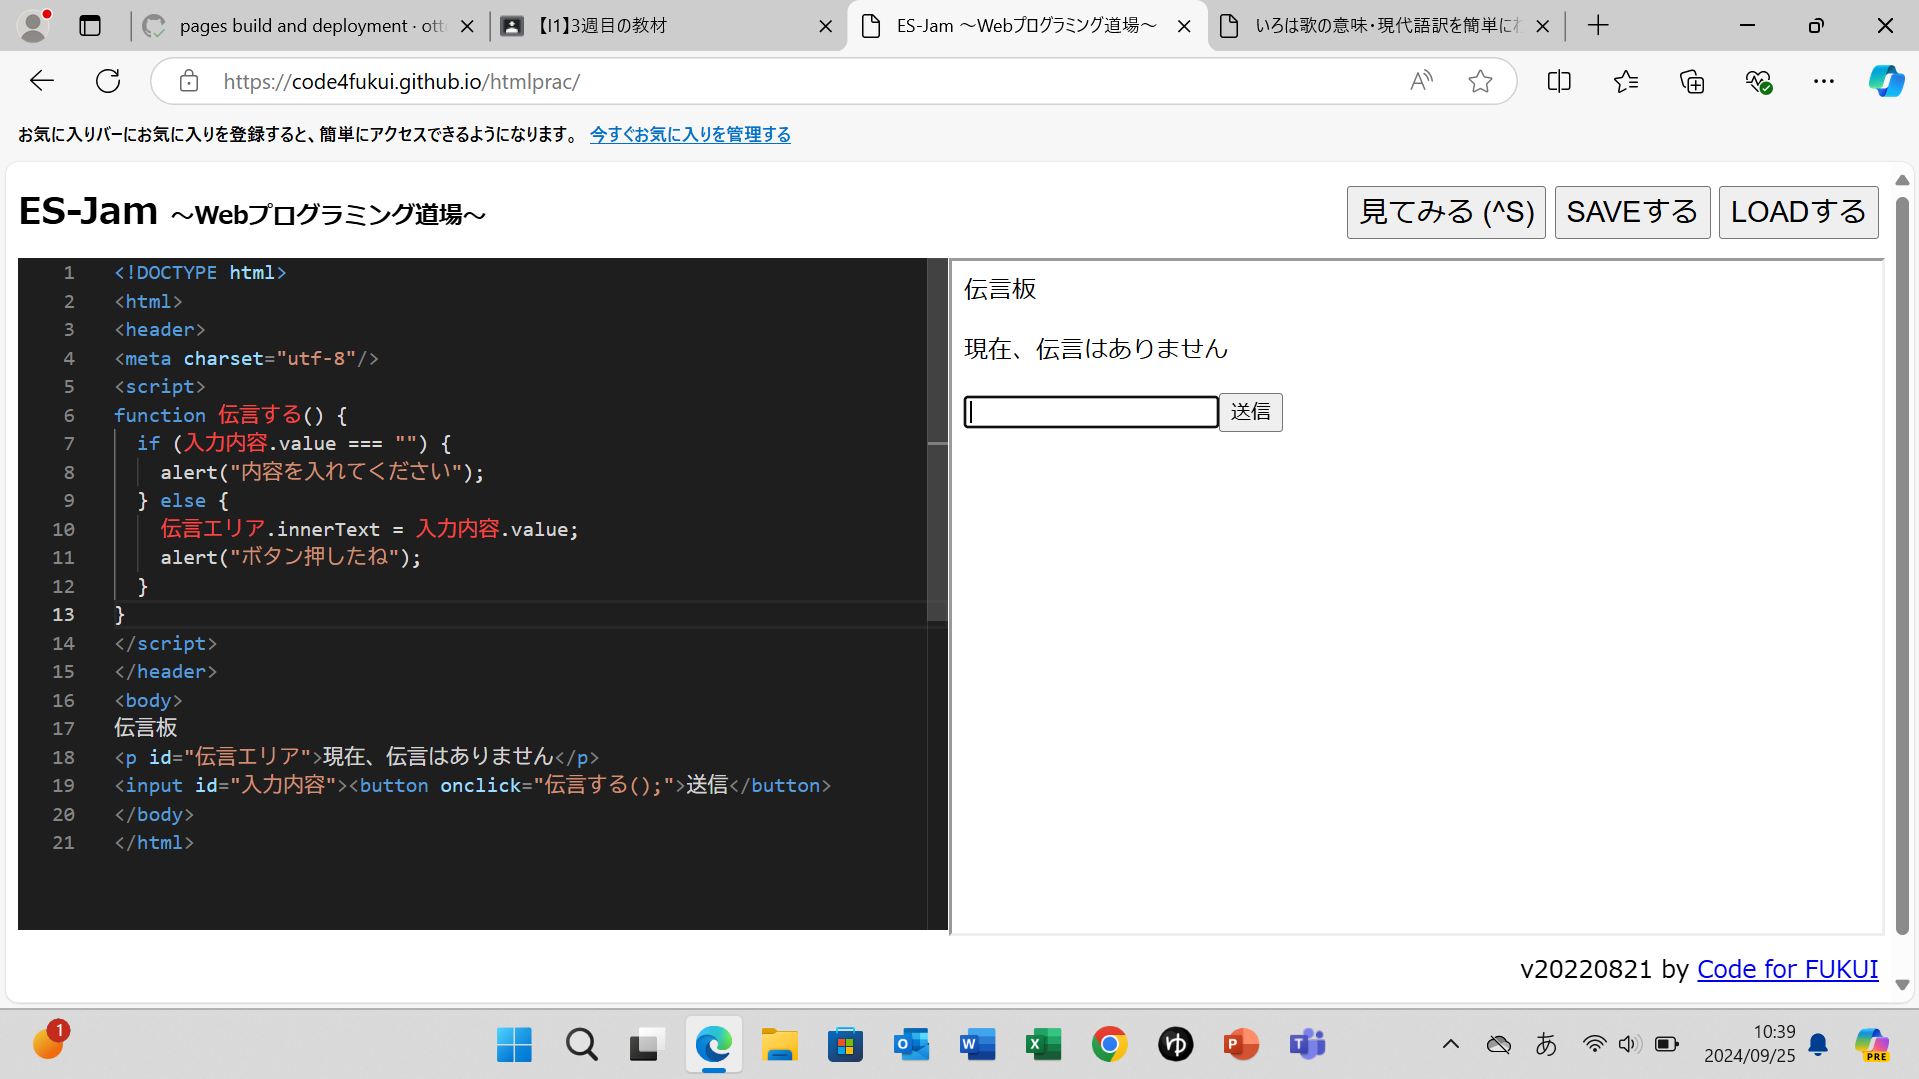 pages build and deployment · otto
【I1】3週目の教材
ES-Jam ～Webプログラミング道場～
いろは歌の意味・現代語訳を簡単に
https://code4fukui.github.io/htmlprac/
お気に入りバーにお気に入りを登録すると、簡単にアクセスできるようになります。 今すぐお気に入りを管理する
ES-Jam ～Webプログラミング道場～
見てみる (^S) SAVEする LOADする
1 <!DOCTYPE html>
2 <html>
3 <header>
4 <meta charset="utf-8"/>
5 <script>
6 function 伝言する() {
7 if (入力内容.value === "") {
8 alert("内容を入れてください");
9 } else {
10 伝言エリア.innerText = 入力内容.value;
11 alert("ボタン押したね");
12 }
13 }
14 </script>
15 </header>
16 <body>
17 伝言板
18 <p id="伝言エリア">現在、伝言はありません</p>
19 <input id="入力内容"><button onclick="伝言する();">送信</button>
20 </body>
21 </html>
伝言板
現在、伝言はありません
送信
v20220821 by Code for FUKUI
1
あ
10:39
2024/09/25
PRE